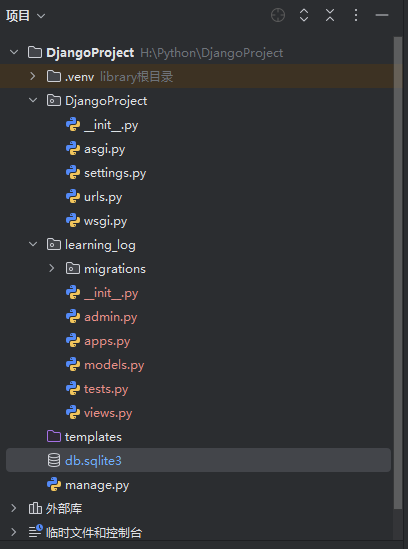 项目
DjangoProject H:\Python\DjangoProject
.venv library根目录
DjangoProject
__init__.py
asgi.py
settings.py
urls.py
wsgi.py
learning_log
migrations
__init__.py
admin.py
apps.py
models.py
tests.py
views.py
templates
db.sqlite3
manage.py
外部库
临时文件和控制台